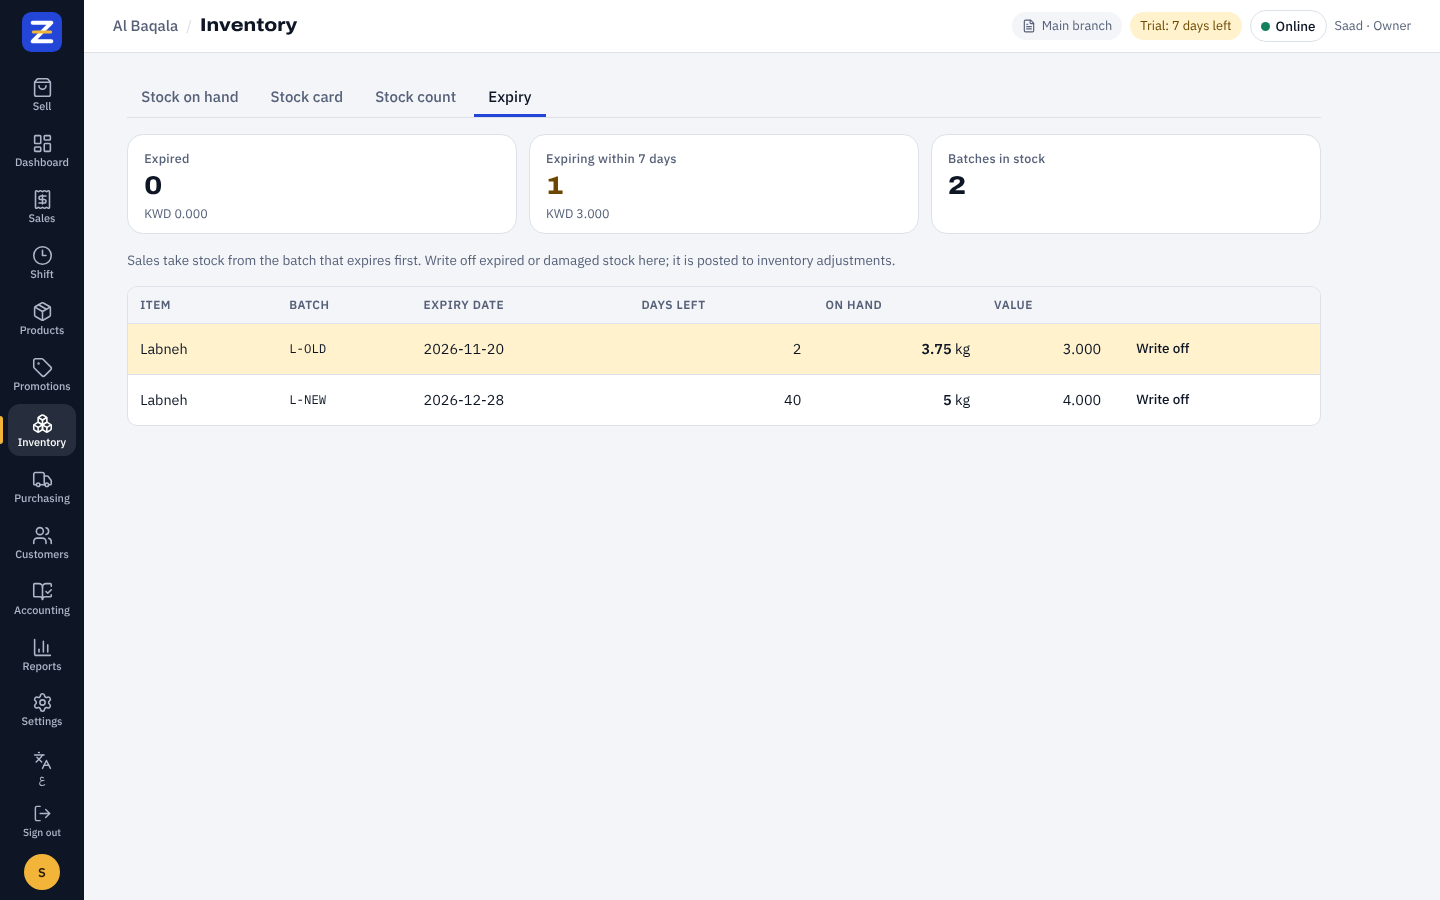 Al Baqala / Inventory
Main branch
Trial: 7 days left
Online
Saad · Owner
Z
Sell
Dashboard
Sales
Shift
Products
Promotions
Inventory
Purchasing
Customers
Accounting
Reports
Settings
ع
Sign out
S
Stock on hand
Stock card
Stock count
Expiry
Expired
0
KWD 0.000
Expiring within 7 days
1
KWD 3.000
Batches in stock
2
Sales take stock from the batch that expires first. Write off expired or damaged stock here; it is posted to inventory adjustments.
ITEM BATCH EXPIRY DATE DAYS LEFT ON HAND VALUE
Labneh L-OLD 2026-11-20 2 3.75 kg 3.000 Write off
Labneh L-NEW 2026-12-28 40 5 kg 4.000 Write off